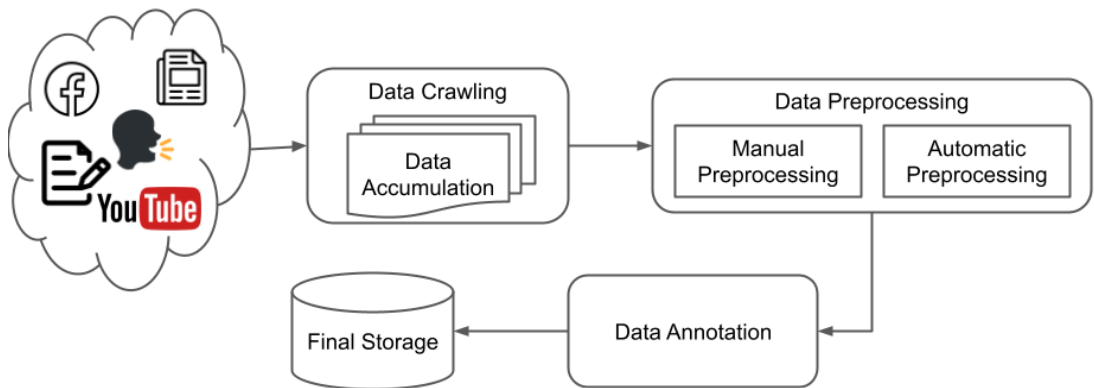 YouTube
Data Crawling
Data
Accumulation
Data Preprocessing
Manual
Preprocessing
Automatic
Preprocessing
Data Annotation
Final Storage